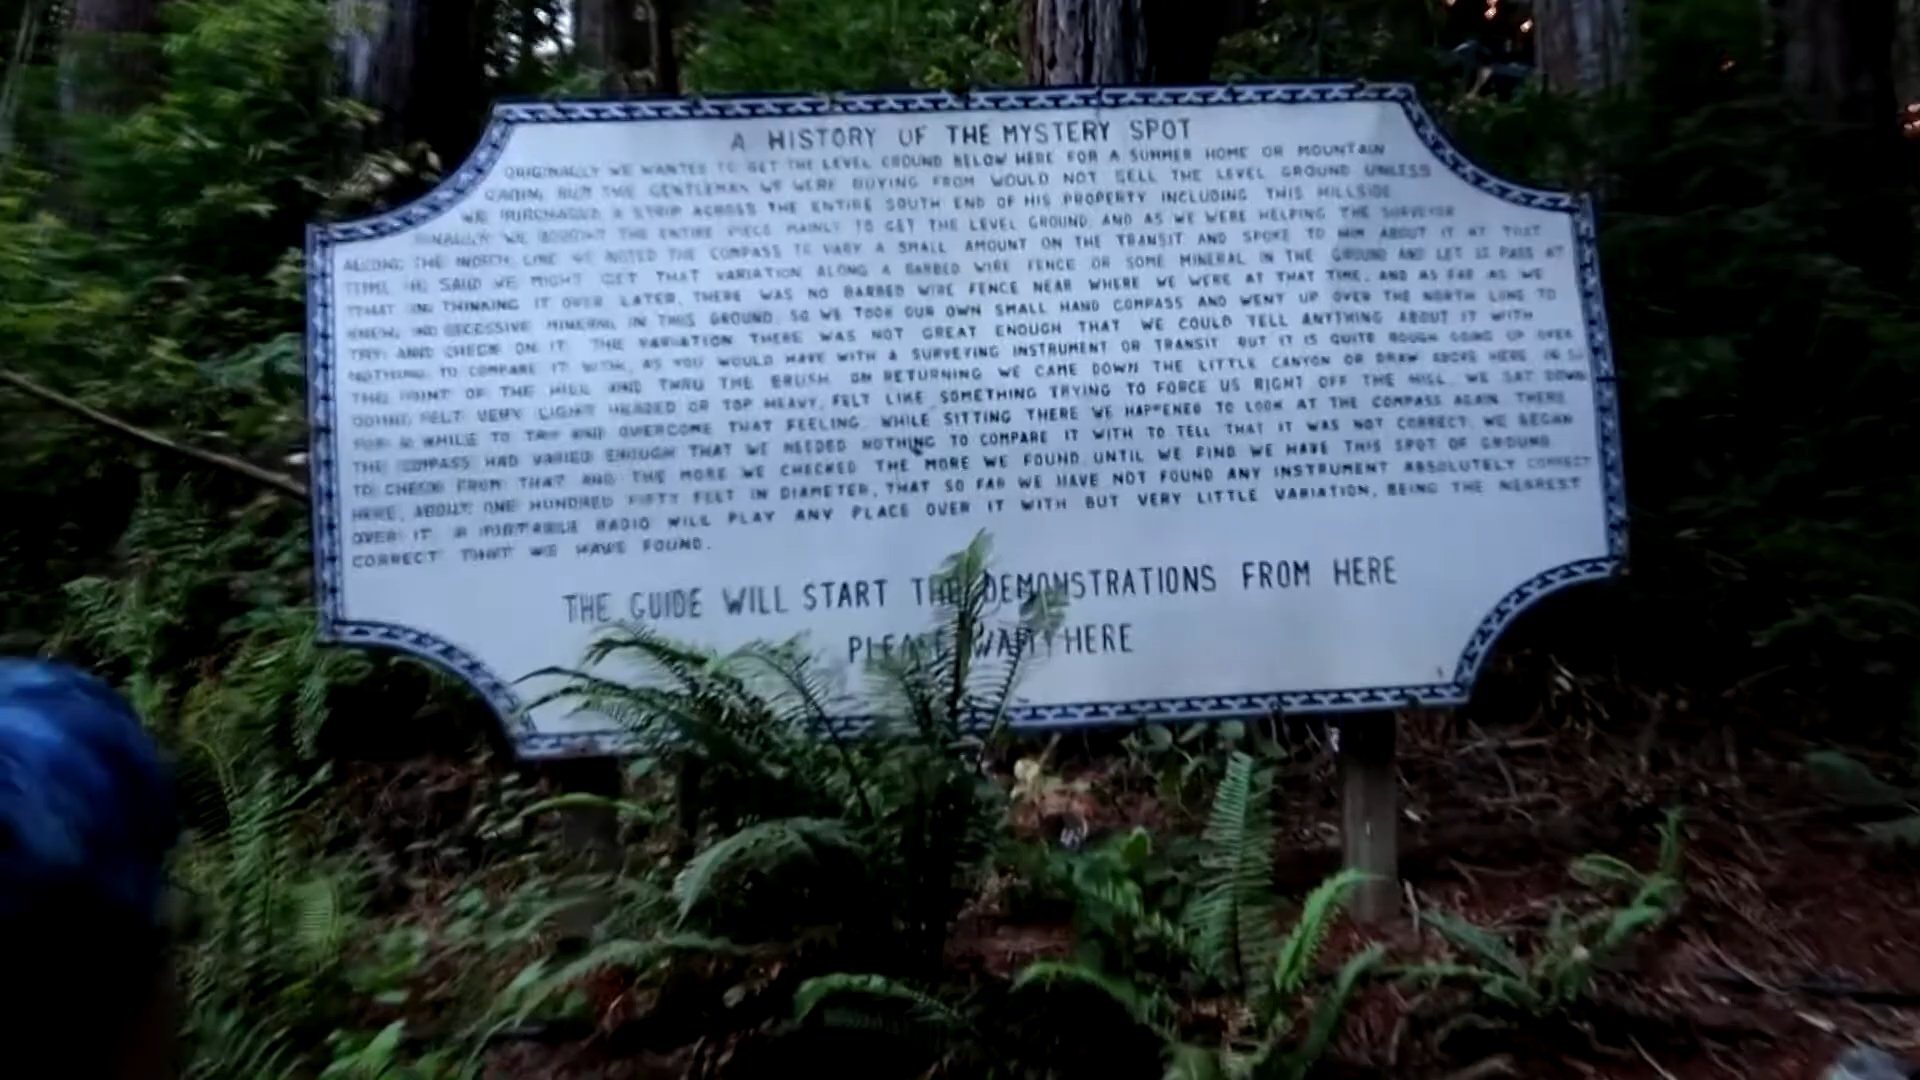 A HISTORY OF THE MYSTERY SPOT
ORIGINALLY WE WANTED TO GET THE LEVEL GROUND BELOW HERE FOR A SUMMER HOME OR MOUNTAIN
CABIN, BUT THE GENTLEMAN WE WERE BUYING FROM WOULD NOT SELL THE LEVEL GROUND UNLESS
WE PURCHASED A STRIP ACROSS THE ENTIRE SOUTH END OF HIS PROPERTY INCLUDING THIS HILLSIDE
FINALLY WE BOUGHT THE ENTIRE PIECE MAINLY TO GET THE LEVEL GROUND, AND AS WE WERE HELPING THE SURVEYOR
ALONG THE NORTH LINE WE NOTED THE COMPASS TO VARY A SMALL AMOUNT ON THE TRANSIT AND SPOKE TO HIM ABOUT IT AT THAT
TIME. HE SAID WE MIGHT GET THAT VARIATION ALONG A BARBED WIRE FENCE OR SOME MINERAL IN THE GROUND AND LET IT PASS AT
THAT. IN THINKING IT OVER LATER, THERE WAS NO BARBED WIRE FENCE NEAR WHERE WE WERE AT THAT TIME, AND AS FAR AS WE
KNEW, NO EXCESSIVE MINERAL IN THIS GROUND, SO WE TOOK OUR OWN SMALL HAND COMPASS AND WENT UP OVER THE NORTH LINE TO
TRY AND CHECK ON IT. THE VARIATION THERE WAS NOT GREAT ENOUGH THAT WE COULD TELL ANYTHING ABOUT IT WITH
NOTHING TO COMPARE IT WITH, AS YOU WOULD HAVE WITH A SURVEYING INSTRUMENT OR TRANSIT BUT IT IS QUITE ROUGH GOING UP OVER
THE POINT OF THE HILL AND THRU THE BRUSH. ON RETURNING WE CAME DOWN THE LITTLE CANYON OR DRAW ABOVE HERE IN SO
DOING FELT VERY LIGHT HEADED OR TOP HEAVY, FELT LIKE SOMETHING TRYING TO FORCE US RIGHT OFF THE HILL. WE SAT DOWN
FOR A WHILE TO TRY AND OVERCOME THAT FEELING. WHILE SITTING THERE WE HAPPENED TO LOOK AT THE COMPASS AGAIN. THERE
THE COMPASS HAD VARIED ENOUGH THAT WE NEEDED NOTHING TO COMPARE IT WITH TO TELL THAT IT WAS NOT CORRECT. WE BEGAN
TO CHECK FROM THAT AND THE MORE WE CHECKED THE MORE WE FOUND, UNTIL WE FIND WE HAVE THIS SPOT OF GROUND
HERE, ABOUT ONE HUNDRED FIFTY FEET IN DIAMETER, THAT SO FAR WE HAVE NOT FOUND ANY INSTRUMENT ABSOLUTELY CORRECT
OVER IT. A PORTABLE RADIO WILL PLAY ANY PLACE OVER IT WITH BUT VERY LITTLE VARIATION, BEING THE NEAREST
CORRECT THAT WE HAVE FOUND.
THE GUIDE WILL START THE DEMONSTRATIONS FROM HERE
PLEASE WAIT HERE